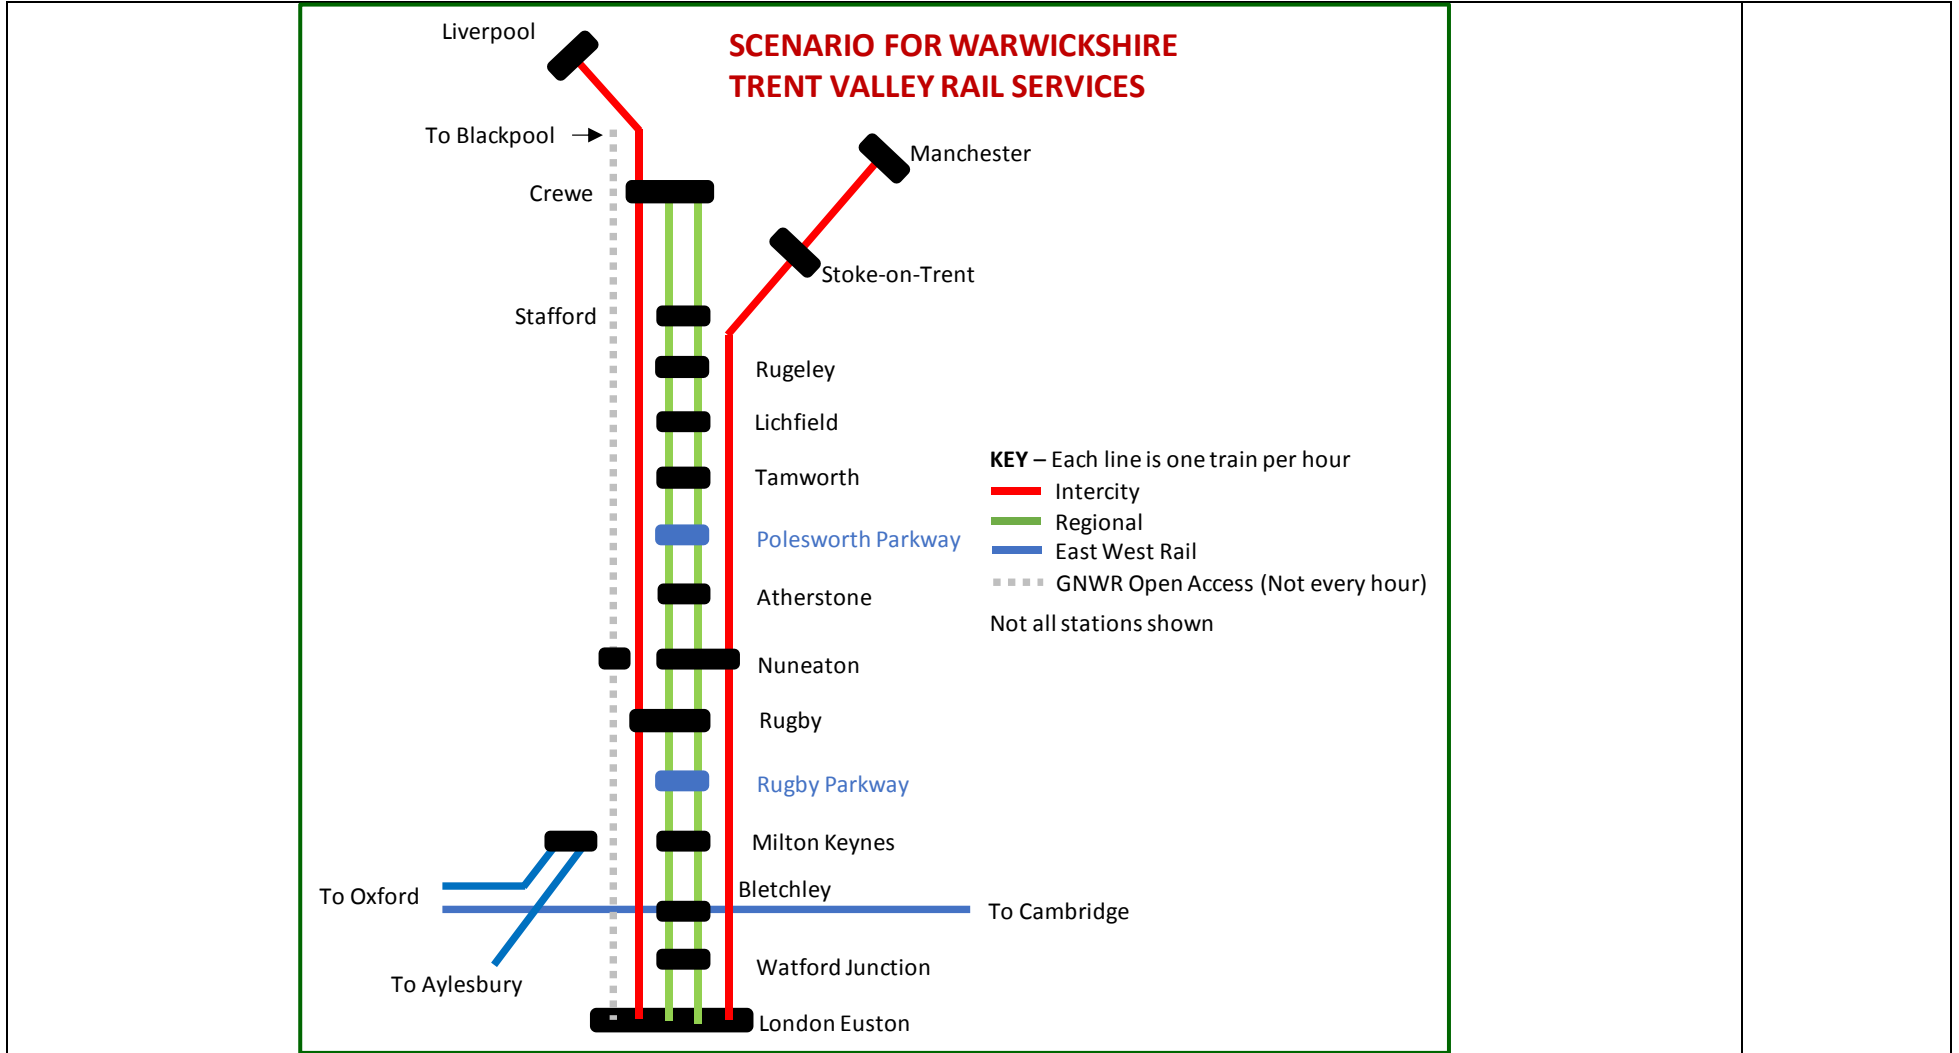 SCENARIO FOR WARWICKSHIRE
TRENT VALLEY RAIL SERVICES
Liverpool
To Blackpool
Manchester
Crewe
Stoke-on-Trent
Stafford
Rugeley
Lichfield
Tamworth
Polesworth Parkway
Atherstone
Nuneaton
Rugby
Rugby Parkway
Milton Keynes
Bletchley
To Oxford
To Cambridge
Watford Junction
To Aylesbury
London Euston
KEY – Each line is one train per hour
Intercity
Regional
East West Rail
GNWR Open Access (Not every hour)
Not all stations shown